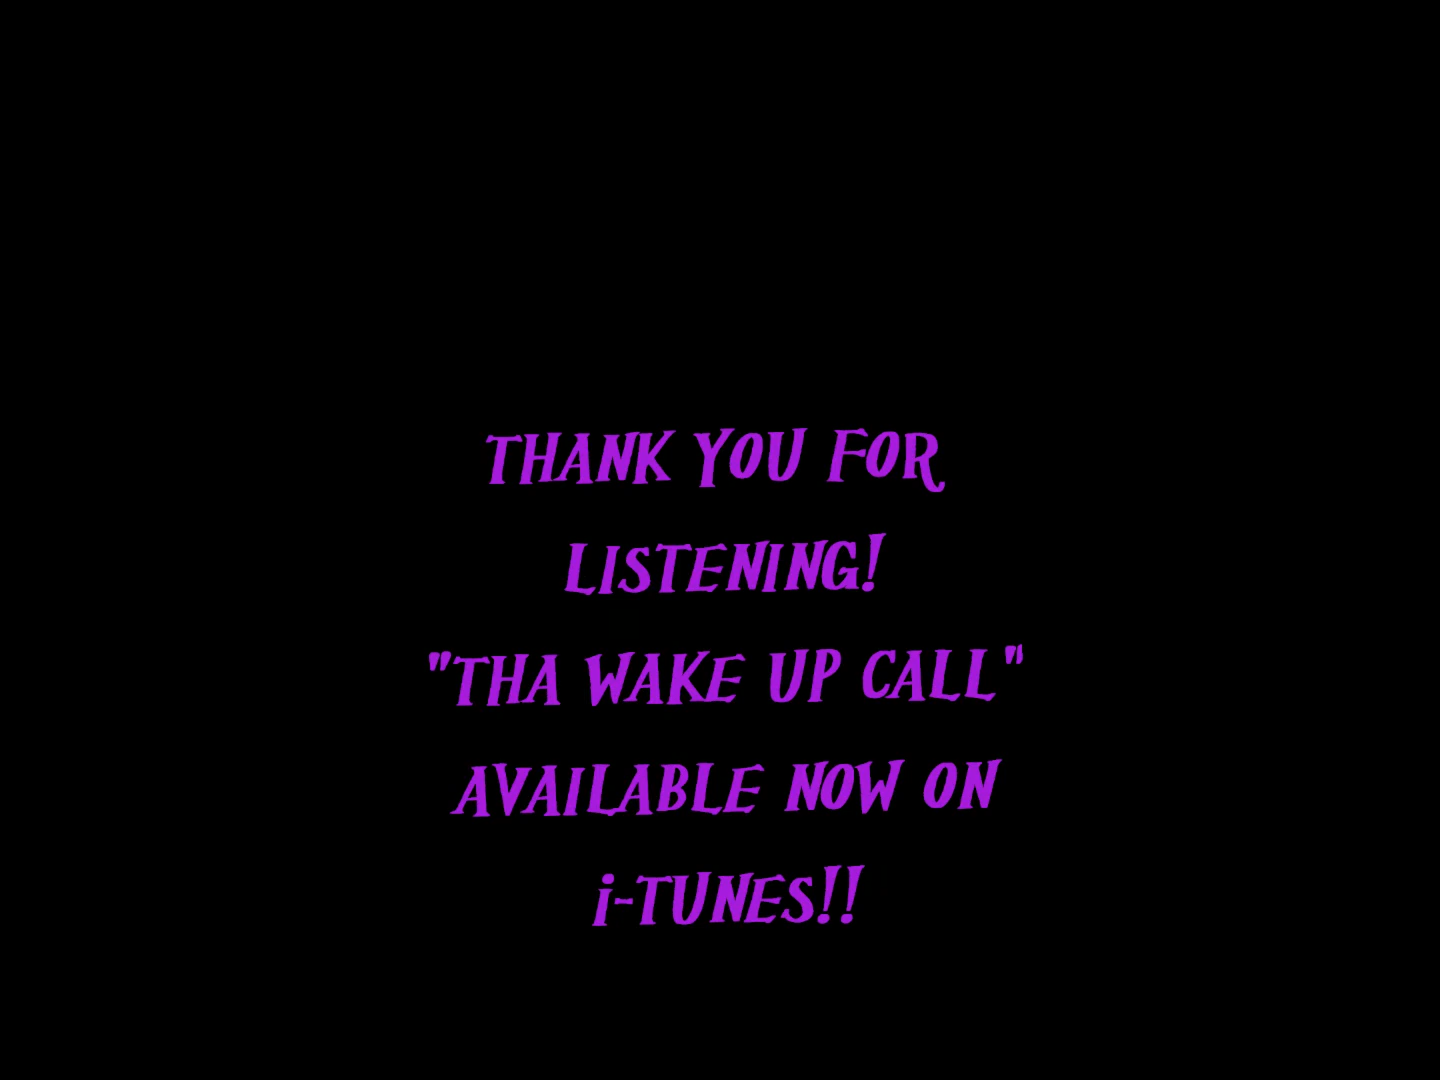 THANK YOU FOR
LISTENING!
"THA WAKE UP CALL"
AVAILABLE NOW ON
i-TUNES!!